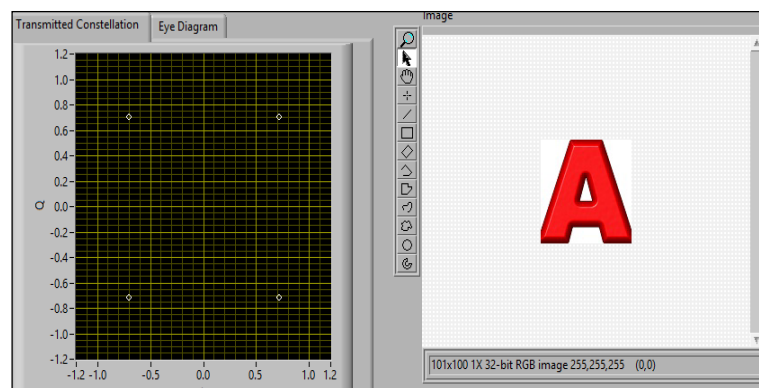 Transmitted Constellation
Eye Diagram
1.2
1.0
0.8
0.6
0.4
0.2
0.0
-0.2
-0.4
-0.6
-0.8
-1.0
-1.2
Q
-1.2 -1.0 -0.5 0.0 0.5 1.0 1.2
Image
A
101x100 1X 32-bit RGB image 255,255,255 (0,0)